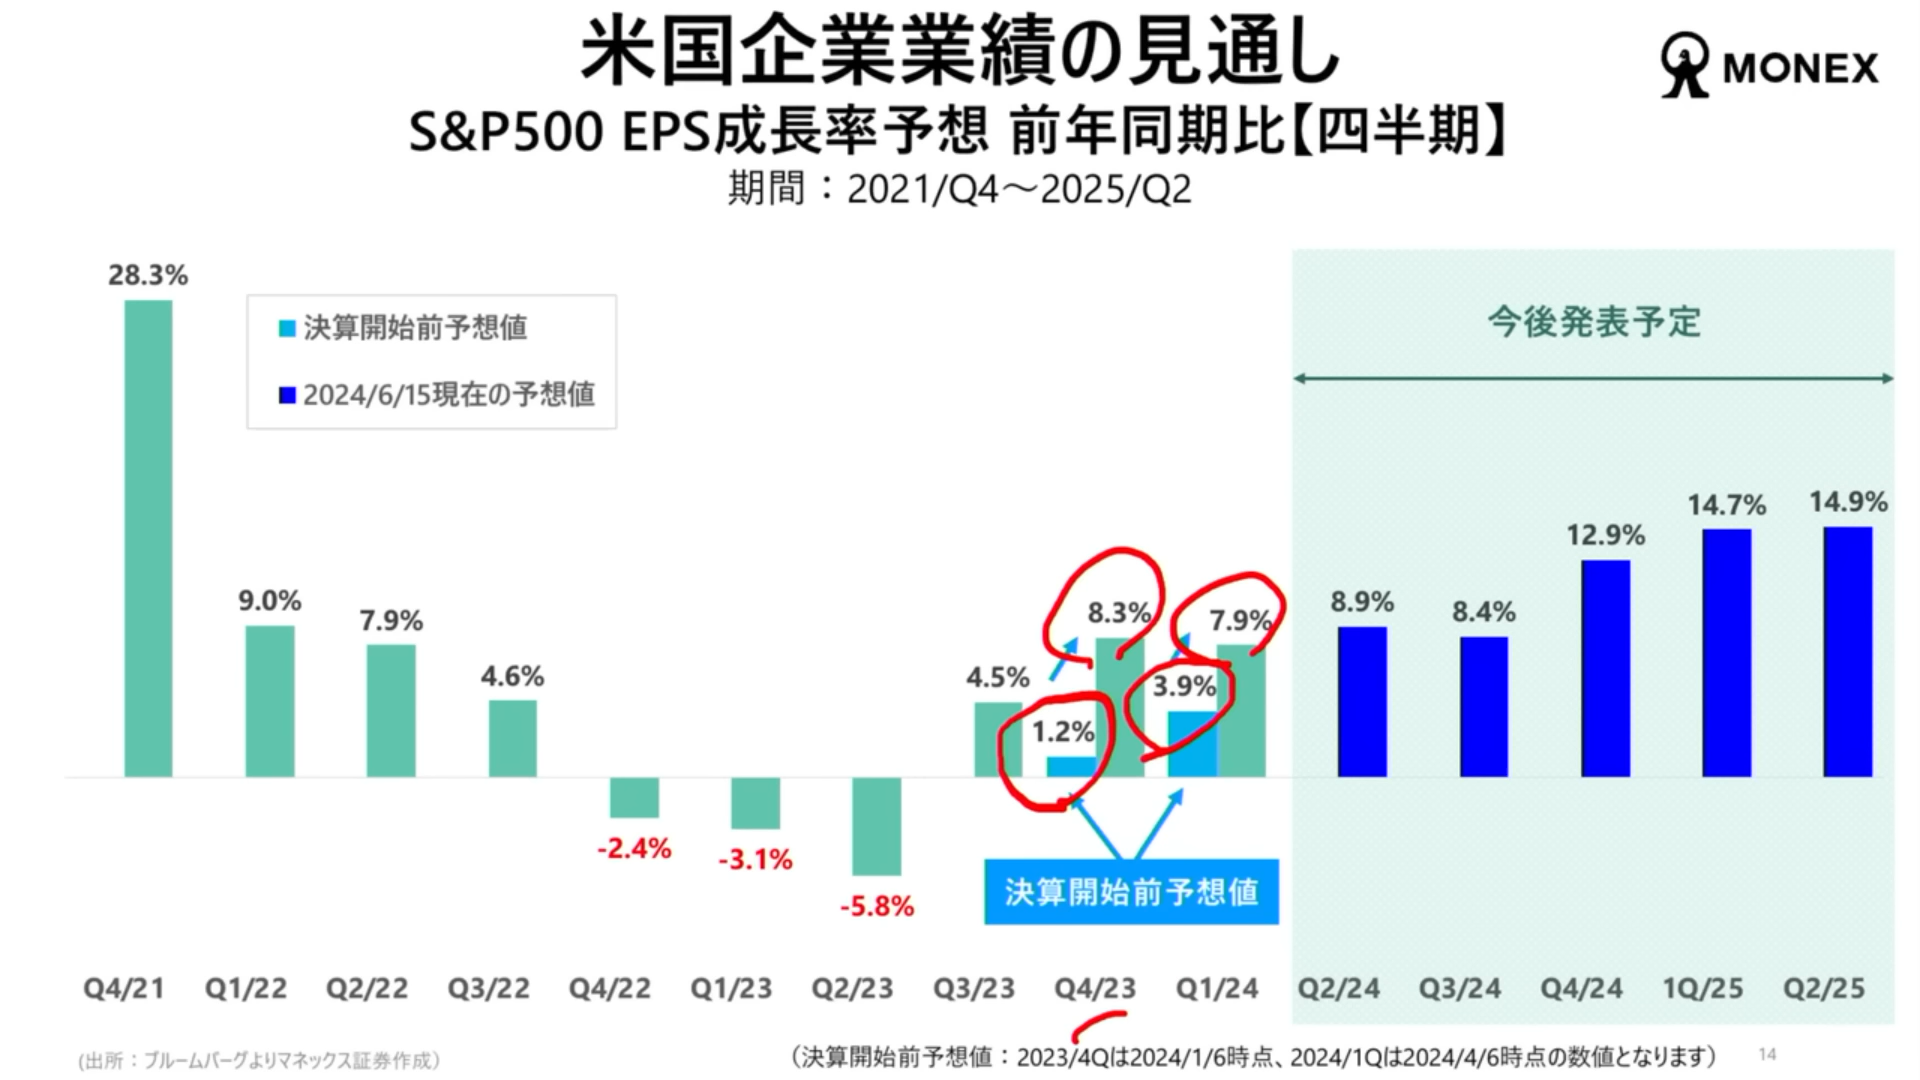 米国企業業績の見通し
MONEX
S&P500 EPS成長率予想 前年同期比【四半期】
期間：2021/Q4～2025/Q2
28.3%
決算開始前予想値
2024/6/15現在の予想値
今後発表予定
9.0%
7.9%
4.6%
-2.4%
-3.1%
-5.8%
4.5%
1.2%
8.3%
3.9%
7.9%
8.9%
8.4%
12.9%
14.7%
14.9%
決算開始前予想値
Q4/21 Q1/22 Q2/22 Q3/22 Q4/22 Q1/23 Q2/23 Q3/23 Q4/23 Q1/24 Q2/24 Q3/24 Q4/24 1Q/25 Q2/25
（出所：ブルームバーグよりマネックス証券作成）
（決算開始前予想値：2023/4Qは2024/1/6時点、2024/1Qは2024/4/6時点の数値となります）
14